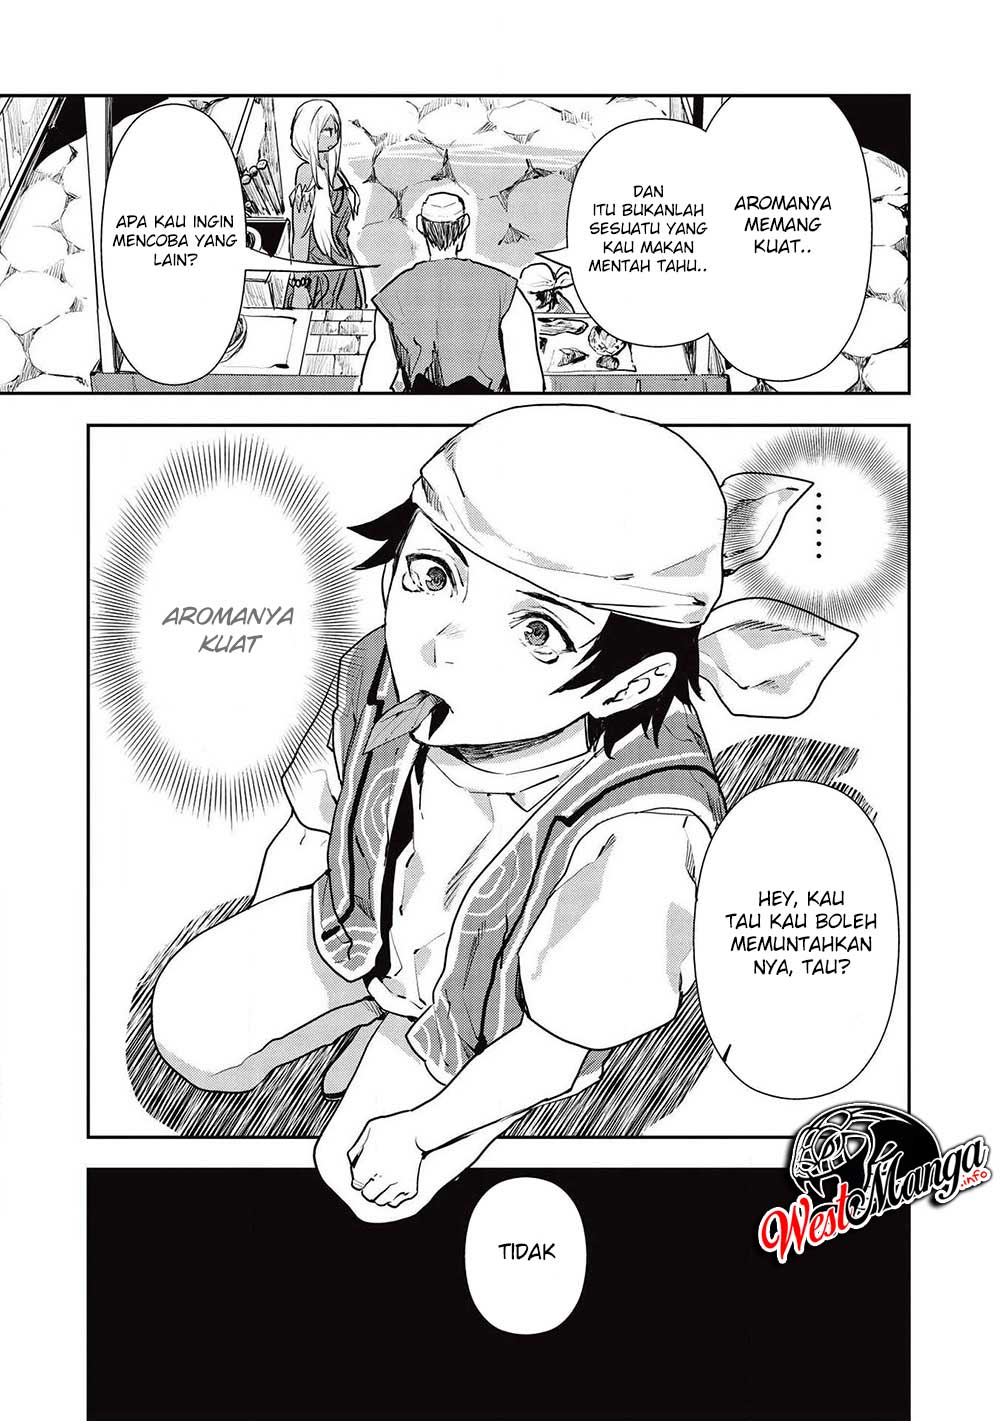 AROMANYA
MEMANG
KUAT..
DAN
ITU BUKANLAH
SESUATU YANG
KAU MAKAN
MENTAH TAHU..
APA KAU INGIN
MENCOBA YANG
LAIN?
......
AROMANYA
KUAT
HEY, KAU
TAU KAU BOLEH
MEMUNTAHKAN
NYA, TAU?
TIDAK
WestManga
.info